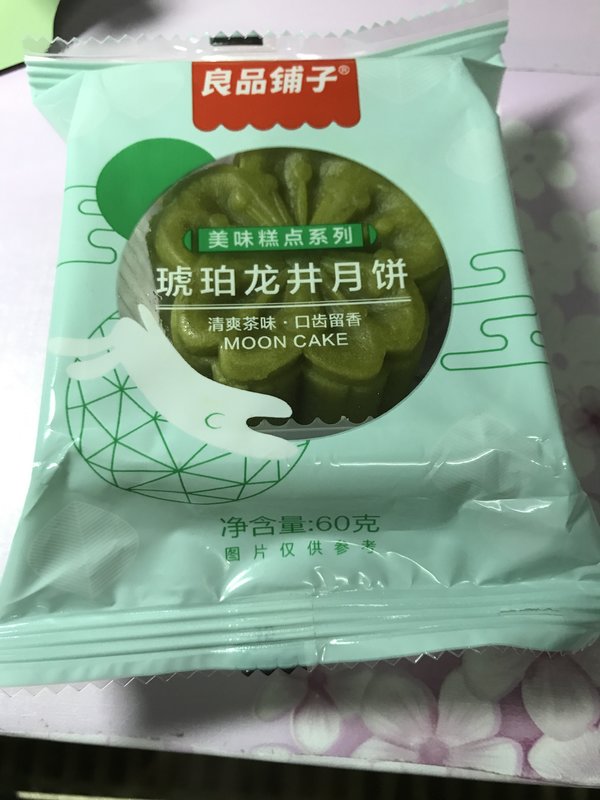 良品铺子®
美味糕点系列
琥珀龙井月饼
清爽茶味·口齿留香
MOON CAKE
净含量:60克
图片仅供参考